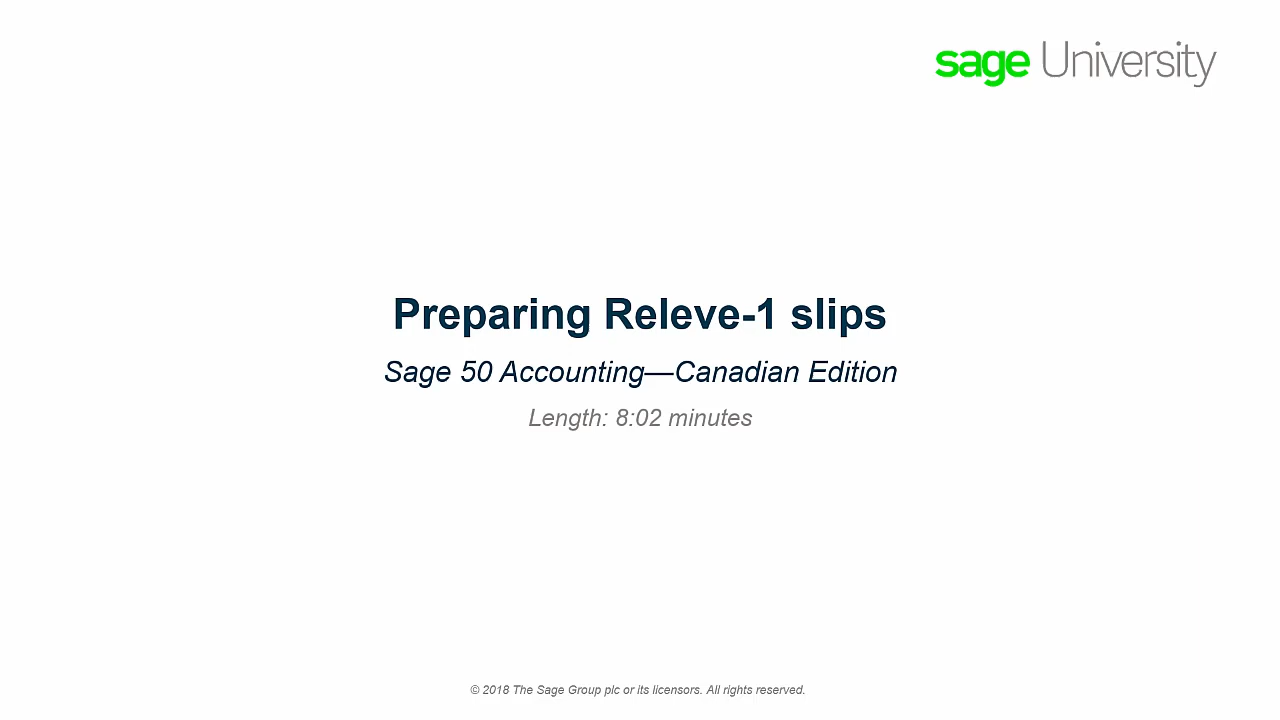 sage University
Preparing Releve-1 slips
Sage 50 Accounting—Canadian Edition
Length: 8:02 minutes
© 2018 The Sage Group plc or its licensors. All rights reserved.